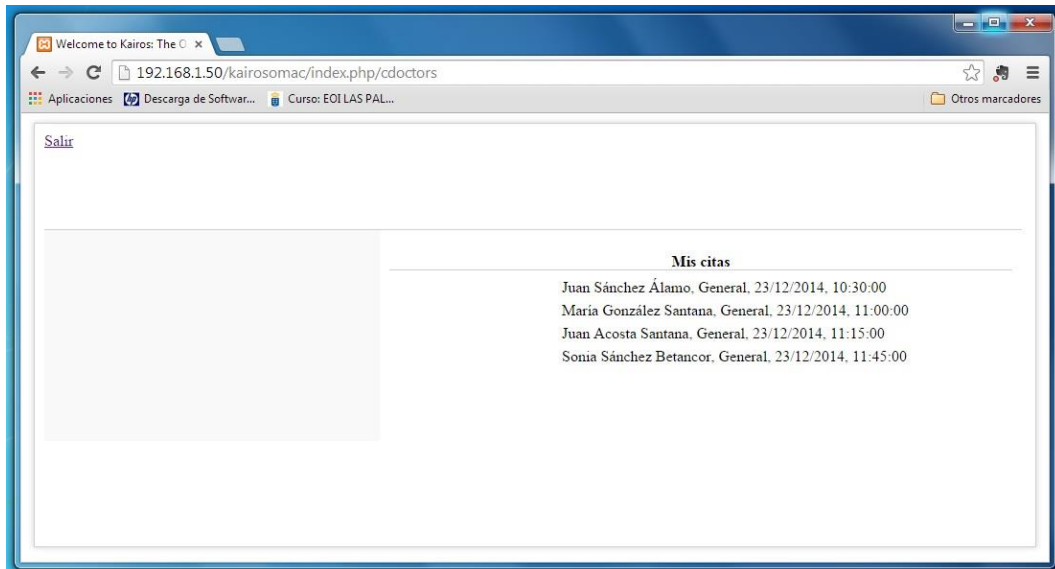 Welcome to Kairos: The O
192.168.1.50/kairosomac/index.php/cdoctors
Aplicaciones Descarga de Softwar... Curso: EOI LAS PAL... Otros marcadores
Salir
Mis citas
Juan Sánchez Álamo, General, 23/12/2014, 10:30:00
María González Santana, General, 23/12/2014, 11:00:00
Juan Acosta Santana, General, 23/12/2014, 11:15:00
Sonia Sánchez Betancor, General, 23/12/2014, 11:45:00